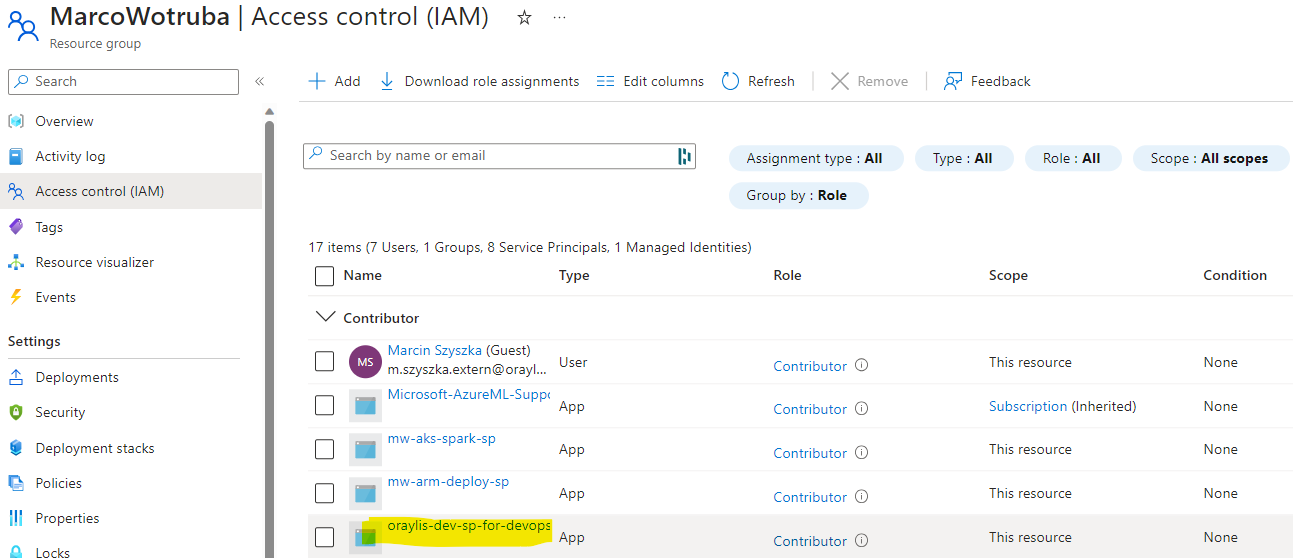 MarcoWotruba | Access control (IAM) ☆ ···
Resource group
Search «
Overview
Activity log
Access control (IAM)
Tags
Resource visualizer
Events
Settings
Deployments
Security
Deployment stacks
Policies
Properties
Locks
Add Download role assignments Edit columns Refresh Remove Feedback
Search by name or email
Assignment type : All Type : All Role : All Scope : All scopes
Group by : Role
17 items (7 Users, 1 Groups, 8 Service Principals, 1 Managed Identities)
Name Type Role Scope Condition
Contributor
MS Marcin Szyszka (Guest) User Contributor This resource None
m.szyszka.extern@orayl...
Microsoft-AzureML-Suppo App Contributor Subscription (Inherited) None
mw-aks-spark-sp App Contributor This resource None
mw-arm-deploy-sp App Contributor This resource None
oraylis-dev-sp-for-devops App Contributor This resource None